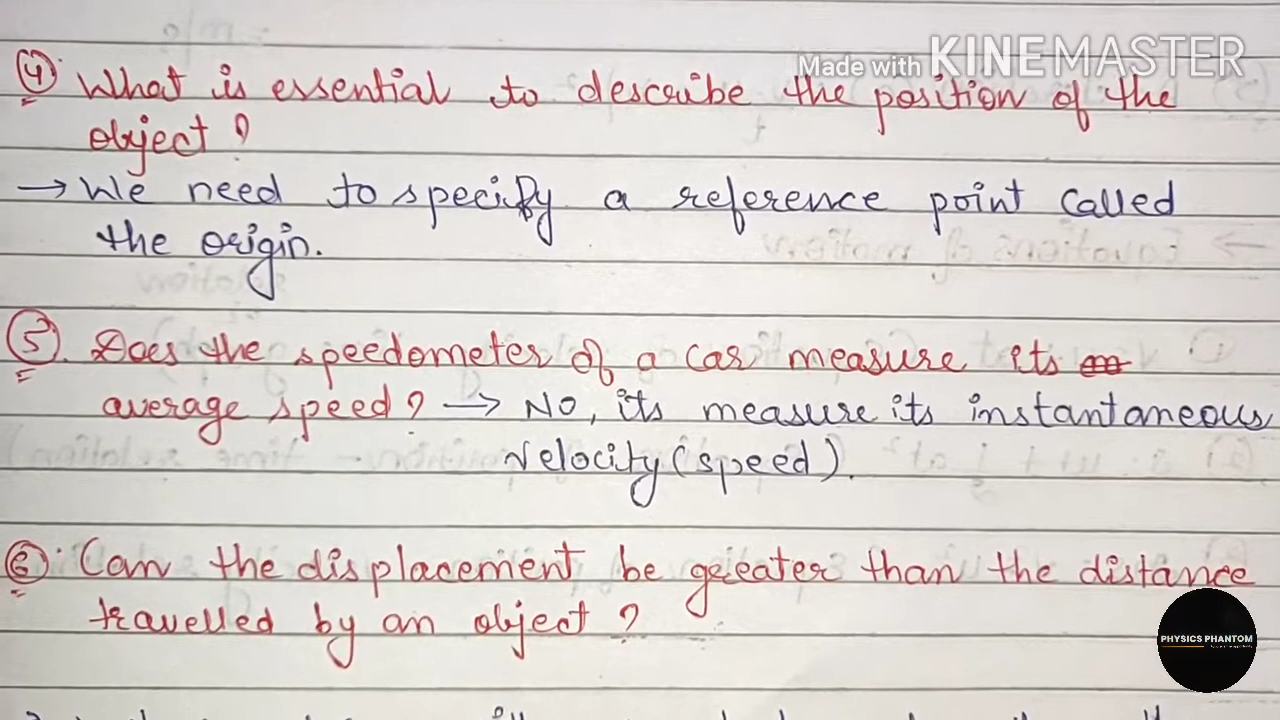 Made with KINEMASTER
(4) What is essential to describe the position of the
object?
→ We need to specify a reference point called
the origin.
(5). Does the speedometer of a car measure its
average speed? → No, its measure its instantaneous
velocity (speed).
(6). Can the displacement be greater than the distance
travelled by an object?
PHYSICS PHANTOM